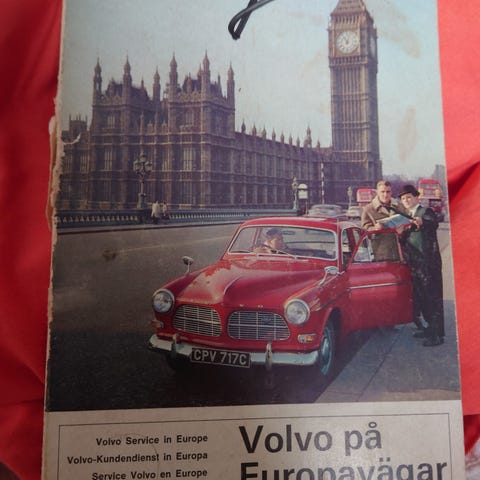 CPV 717C
Volvo Service in Europe
Volvo-Kundendienst in Europa
Service Volvo en Europe
Volvo på
Europavägar